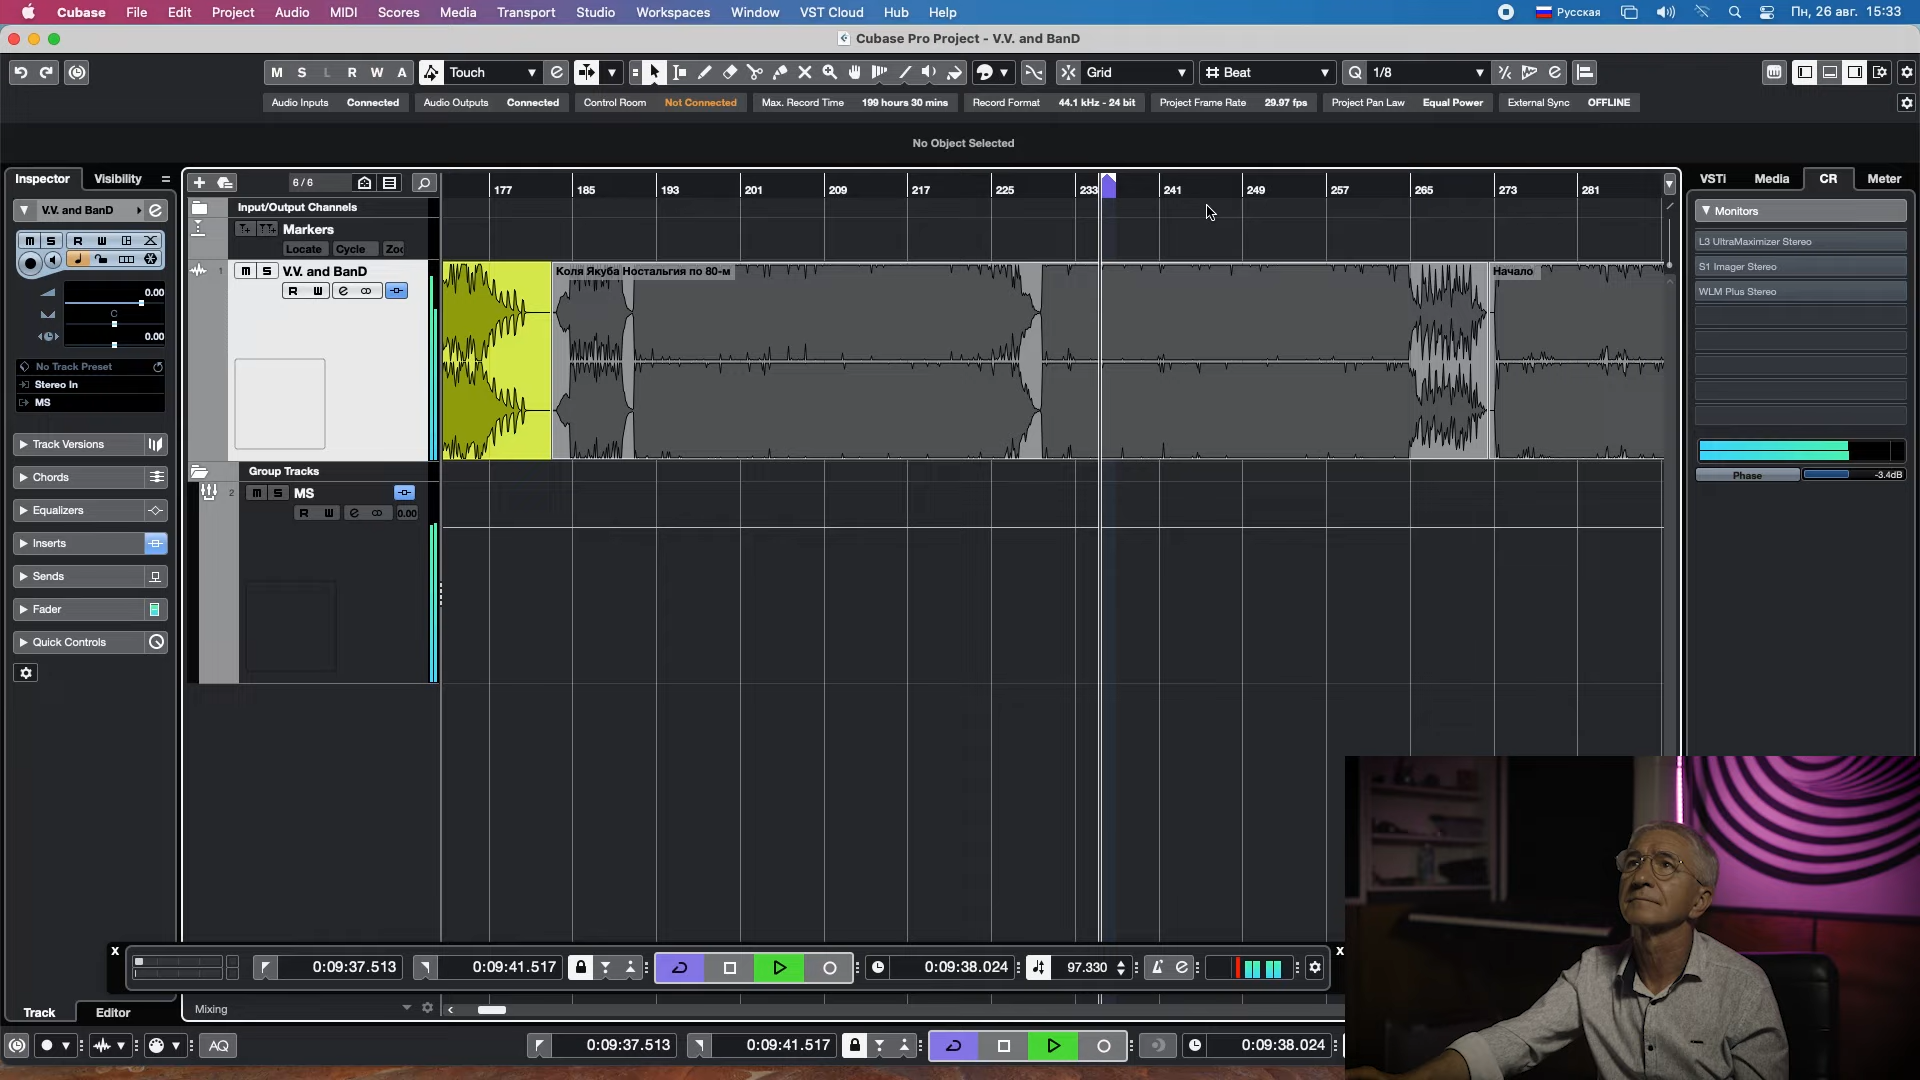 Cubase File Edit Project Audio MIDI Scores Media Transport Studio Workspaces Window VST Cloud Hub Help Русская Пн, 26 авг. 15:33
Cubase Pro Project - V.V. and BanD
M S L R W A Touch Grid Beat Q 1/8
Audio Inputs Connected Audio Outputs Connected Control Room Not Connected Max. Record Time 199 hours 30 mins Record Format 44.1 kHz - 24 bit Project Frame Rate 29.97 fps Project Pan Law Equal Power External Sync OFFLINE
No Object Selected
Inspector Visibility
6 / 6
177 185 193 201 209 217 225 233 241 249 257 265 273 281
VSTi Media CR Meter
V.V. and BanD
Input/Output Channels
Monitors
Markers
Locate Cycle Zoo
M S R W
L3 UltraMaximizer Stereo
S1 Imager Stereo
WLM Plus Stereo
1 M S V.V. and BanD
R W e
Коля Якуба Ностальгия по 80-м
Начало
0.00
C
0.00
No Track Preset
Stereo In
MS
Track Versions
Chords
Equalizers
Inserts
Sends
Fader
Quick Controls
Group Tracks
2 M S MS
R W e 0.00
Phase -3.4dB
x 0:09:37.513 0:09:41.517 0:09:38.024 97.330 x
Mixing
Track Editor
AQ 0:09:37.513 0:09:41.517 0:09:38.024